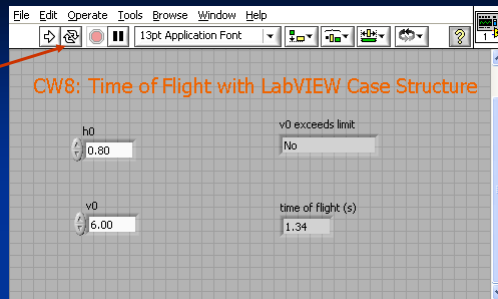 File Edit Operate Tools Browse Window Help
13pt Application Font
?
1
CW8: Time of Flight with LabVIEW Case Structure
h0
0.80
v0 exceeds limit
No
v0
6.00
time of flight (s)
1.34